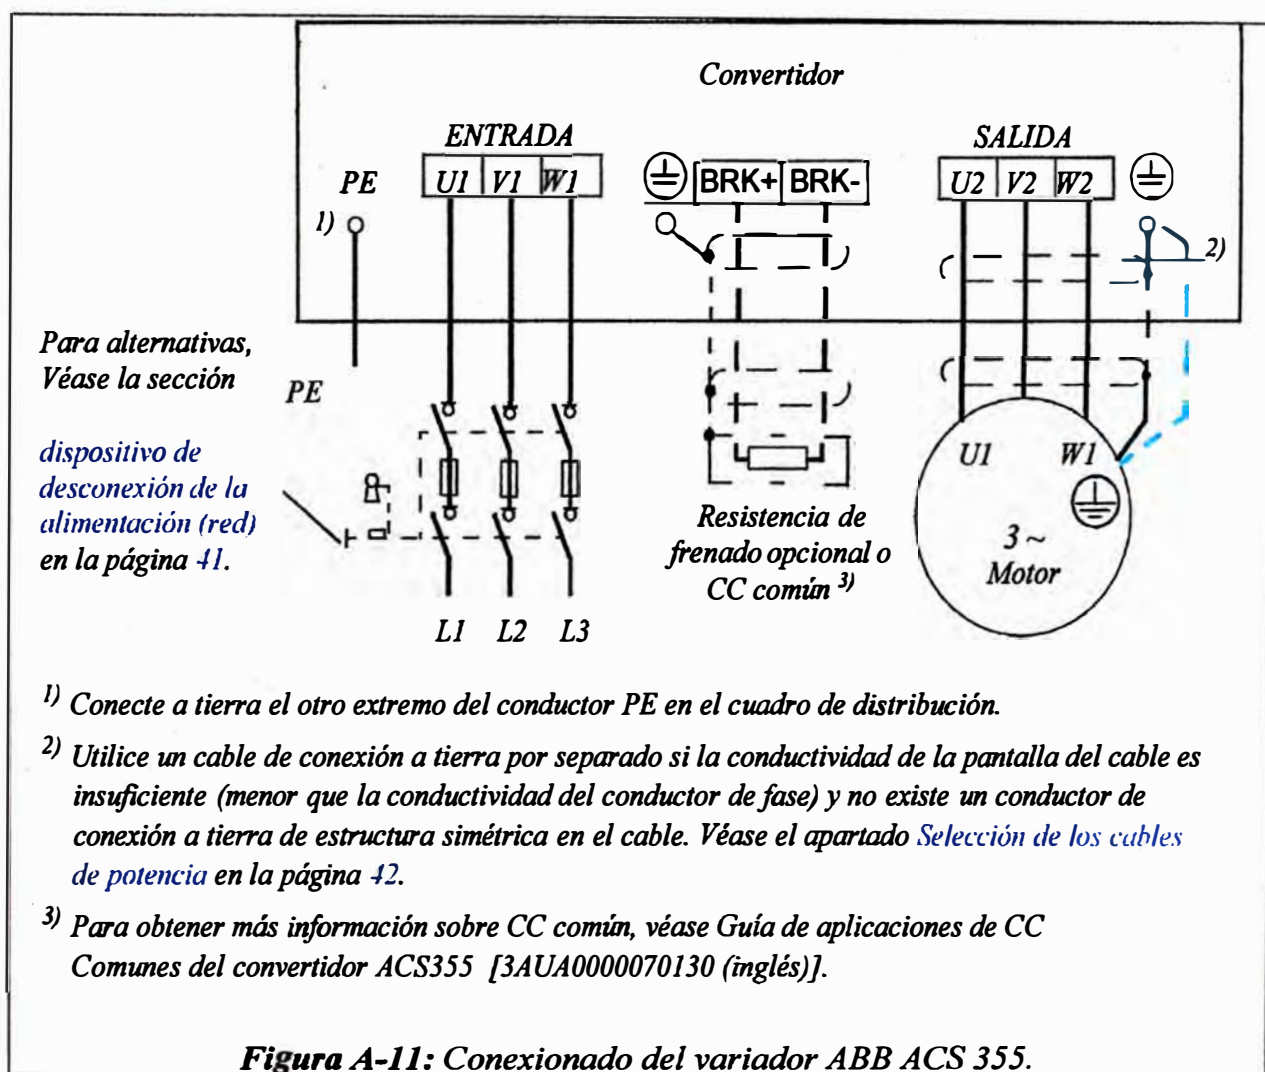 Convertidor
ENTRADA
SALIDA
PE
U1 V1 W1
BRK+ BRK-
U2 V2 W2
1)
2)
Para alternativas,
Véase la sección
PE
dispositivo de
desconexión de la
alimentación (red)
en la página 41.
U1 W1
3 ~
Motor
Resistencia de
frenado opcional o
CC común 3)
L1 L2 L3
1) Conecte a tierra el otro extremo del conductor PE en el cuadro de distribución.
2) Utilice un cable de conexión a tierra por separado si la conductividad de la pantalla del cable es
insuficiente (menor que la conductividad del conductor de fase) y no existe un conductor de
conexión a tierra de estructura simétrica en el cable. Véase el apartado Selección de los cables
de potencia en la página 42.
3) Para obtener más información sobre CC común, véase Guía de aplicaciones de CC
Comunes del convertidor ACS355 [3AUA0000070130 (inglés)].
Figura A-11: Conexionado del variador ABB ACS 355.